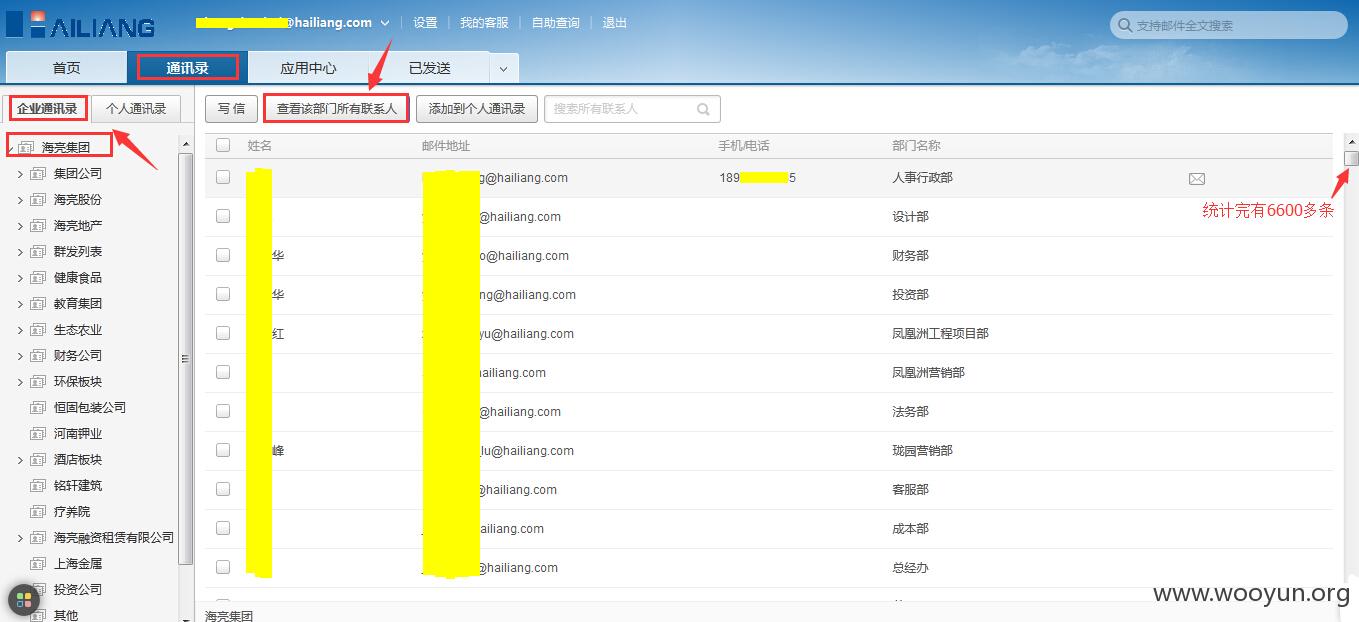 HAILIANG
@hailiang.com 设置 我的客服 自助查询 退出
支持邮件全文搜索
首页 通讯录 应用中心 已发送
企业通讯录 个人通讯录
写信 查看该部门所有联系人 添加到个人通讯录 搜索所有联系人
海亮集团
集团公司
海亮股份
海亮地产
群发列表
健康食品
教育集团
生态农业
财务公司
环保板块
恒固包装公司
河南钾业
酒店板块
铭轩建筑
疗养院
海亮融资租赁有限公司
上海金属
投资公司
其他
姓名 邮件地址 手机/电话 部门名称
g@hailiang.com 189 5 人事行政部
统计完有6600多条
@hailiang.com 设计部
华 o@hailiang.com 财务部
华 ng@hailiang.com 投资部
红 yu@hailiang.com 凤凰洲工程项目部
hailiang.com 凤凰洲营销部
@hailiang.com 法务部
峰 _lu@hailiang.com 珑园营销部
@hailiang.com 客服部
ailiang.com 成本部
@hailiang.com 总经办
海亮集团
www.wooyun.org